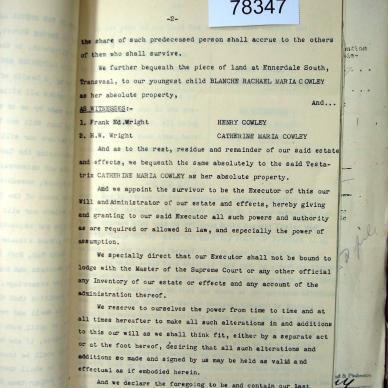 78347
-2-
the share of such predeceased person shall accrue to the others
of them who shall survive.
We further beqeath the piece of land at Ennerdale South,
Transvaal, to our youngest child BLANCHE RACHAEL MARIA COWLEY
as her absolute property,
And...
AS WITNESSES:-
1. Frank Ed.Wright HENRY COWLEY
2. H.W. Wright CATHERINE MARIA COWLEY
And as to the rest, residue and remainder of our said estate
and effects, we bequeath the same absolutely to the said Testa-
trix CATHERINE MARIA COWLEY as her absolute property.
And we appoint the survivor to be the Executor of this our
Will and Administrator of our estate and effects, hereby giving
and granting to our said Executor all such powers and authority
as are required or allowed in law, and especially the power of
assumption.
We specially direct that our Executor shall not be bound to
lodge with the Master of the Supreme Court or any other official
any Inventory of our estate or effects and any account of the
administration thereof.
We reserve to ourselves the power from time to time and at
all times hereafter to make all such alterations in and additions
to this our will as we shall think fit, either by a separate act
or at the foot hereof, desiring that all such alterations and
additions so made and signed by us may be held as valid and
effectual as if embodied herein.
And we declare the foregoing to be and contain our last